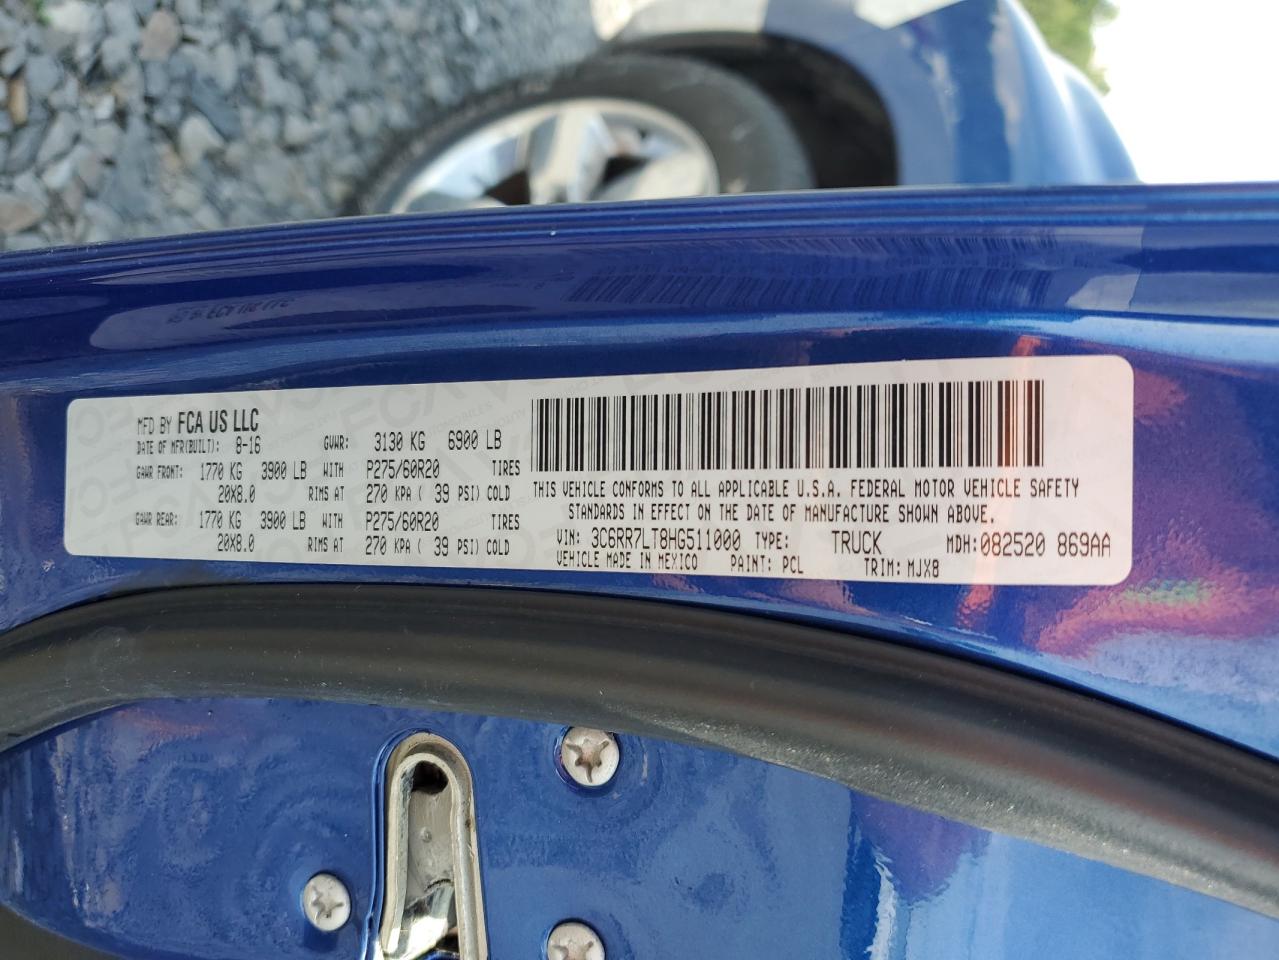 MFD BY FCA US LLC
DATE OF MFR(BUILT): 8-16 GVWR: 3130 KG 6900 LB
GAWR FRONT: 1770 KG 3900 LB WITH P275/60R20 TIRES
20X8.0 RIMS AT 270 KPA ( 39 PSI) COLD
GAWR REAR: 1770 KG 3900 LB WITH P275/60R20 TIRES
20X8.0 RIMS AT 270 KPA ( 39 PSI) COLD
THIS VEHICLE CONFORMS TO ALL APPLICABLE U.S.A. FEDERAL MOTOR VEHICLE SAFETY
STANDARDS IN EFFECT ON THE DATE OF MANUFACTURE SHOWN ABOVE.
VIN: 3C6RR7LT8HG511000 TYPE: TRUCK MDH: 082520 869AA
VEHICLE MADE IN MEXICO PAINT: PCL TRIM: MJX8